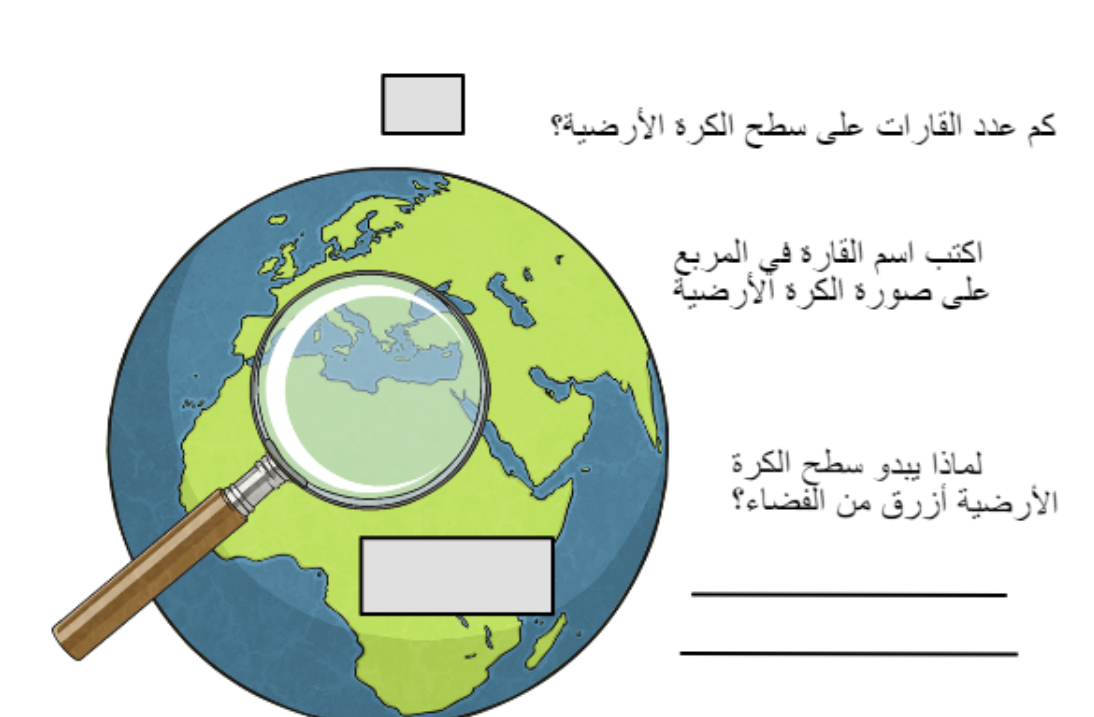 كم عدد القارات على سطح الكرة الأرضية؟
اكتب اسم القارة في المربع
على صورة الكرة الأرضية
لماذا يبدو سطح الكرة
الأرضية أزرق من الفضاء؟